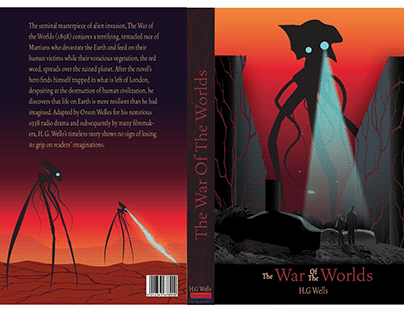 The seminal masterpiece of alien invasion, The War of
the Worlds (1898) conjures a terrifying, tentacled race of
Martians who devastate the Earth and feed on their
human victims while their voracious vegetation, the red
weed, spreads over the ruined planet. After the novel's
hero finds himself trapped in what is left of London,
despairing at the destruction of human civilization, he
discovers that life on Earth is more resilient than he had
imagined. Adapted by Orson Welles for his notorious
1938 radio drama and subsequently by many filmmak-
ers, H. G. Wells's timeless story shows no sign of losing
its grip on readers' imaginations.
The War Of The Worlds
H.G Wells
The War Of The Worlds
H.G Wells